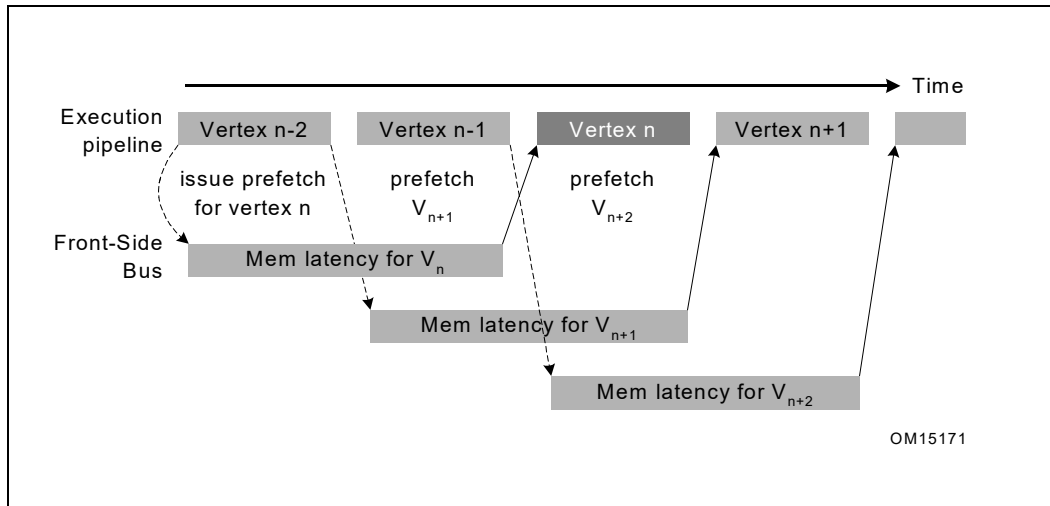 Time
Execution
pipeline
Vertex n-2
Vertex n-1
Vertex n
Vertex n+1
issue prefetch
for vertex n
prefetch
Vn+1
prefetch
Vn+2
Front-Side
Bus
Mem latency for Vn
Mem latency for Vn+1
Mem latency for Vn+2
OM15171